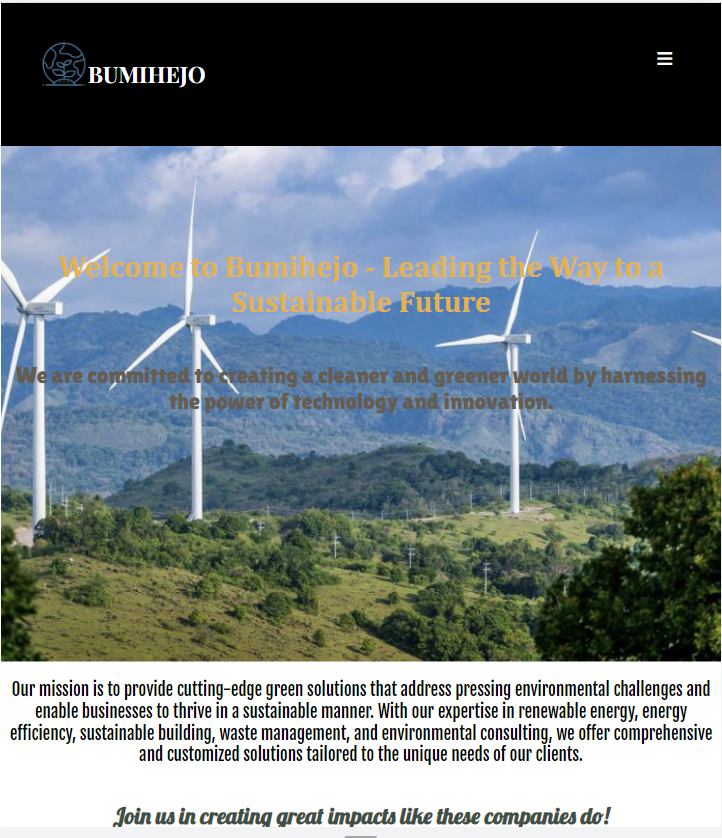 BUMIHEJO
Welcome to Bumihejo - Leading the Way to a
Sustainable Future
We are committed to creating a cleaner and greener world by harnessing
the power of technology and innovation.
Our mission is to provide cutting-edge green solutions that address pressing environmental challenges and
enable businesses to thrive in a sustainable manner. With our expertise in renewable energy, energy
efficiency, sustainable building, waste management, and environmental consulting, we offer comprehensive
and customized solutions tailored to the unique needs of our clients.
Join us in creating great impacts like these companies do!